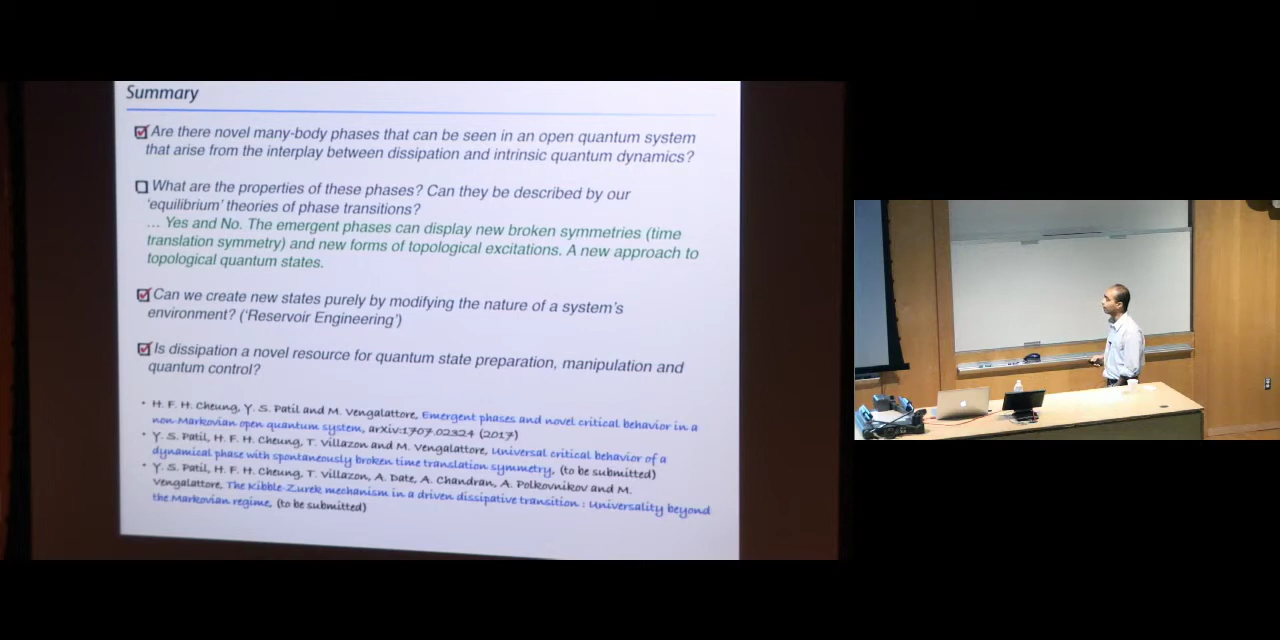 Summary
Are there novel many-body phases that can be seen in an open quantum system
that arise from the interplay between dissipation and intrinsic quantum dynamics?
What are the properties of these phases? Can they be described by our
'equilibrium' theories of phase transitions?
... Yes and No. The emergent phases can display new broken symmetries (time
translation symmetry) and new forms of topological excitations. A new approach to
topological quantum states.
Can we create new states purely by modifying the nature of a system's
environment? ('Reservoir Engineering')
Is dissipation a novel resource for quantum state preparation, manipulation and
quantum control?
• H. F. H. Cheung, Y. S. Patil and M. Vengalattore, Emergent phases and novel critical behavior in a
non-Markovian open quantum system, arXiv:1707.02324 (2017)
• Y. S. Patil, H. F. H. Cheung, T. Villazon and M. Vengalattore, Universal critical behavior of a
dynamical phase with spontaneously broken time translation symmetry, (to be submitted)
• Y. S. Patil, H. F. H. Cheung, T. Villazon, A. Date, A. Chandran, A. Polkovnikov and M.
Vengalattore, The Kibble-Zurek mechanism in a driven dissipative transition : Universality beyond
the Markovian regime, (to be submitted)